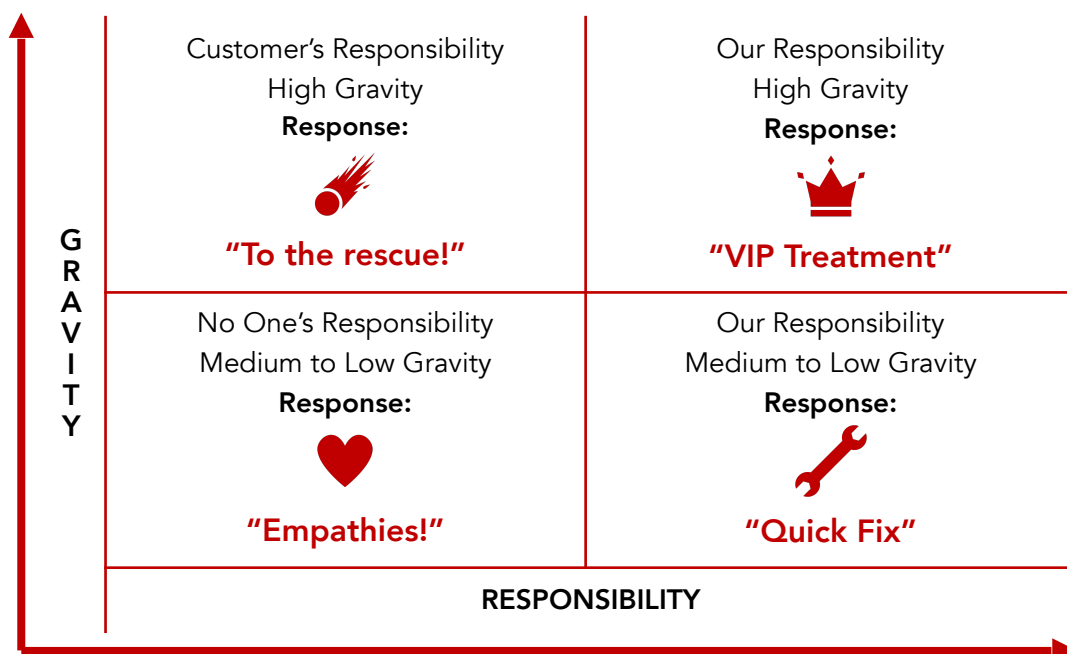 Customer’s Responsibility
High Gravity
Response:
“To the rescue!”
Our Responsibility
High Gravity
Response:
“VIP Treatment”
GRAVITY
No One’s Responsibility
Medium to Low Gravity
Response:
“Empathies!”
Our Responsibility
Medium to Low Gravity
Response:
“Quick Fix”
RESPONSIBILITY